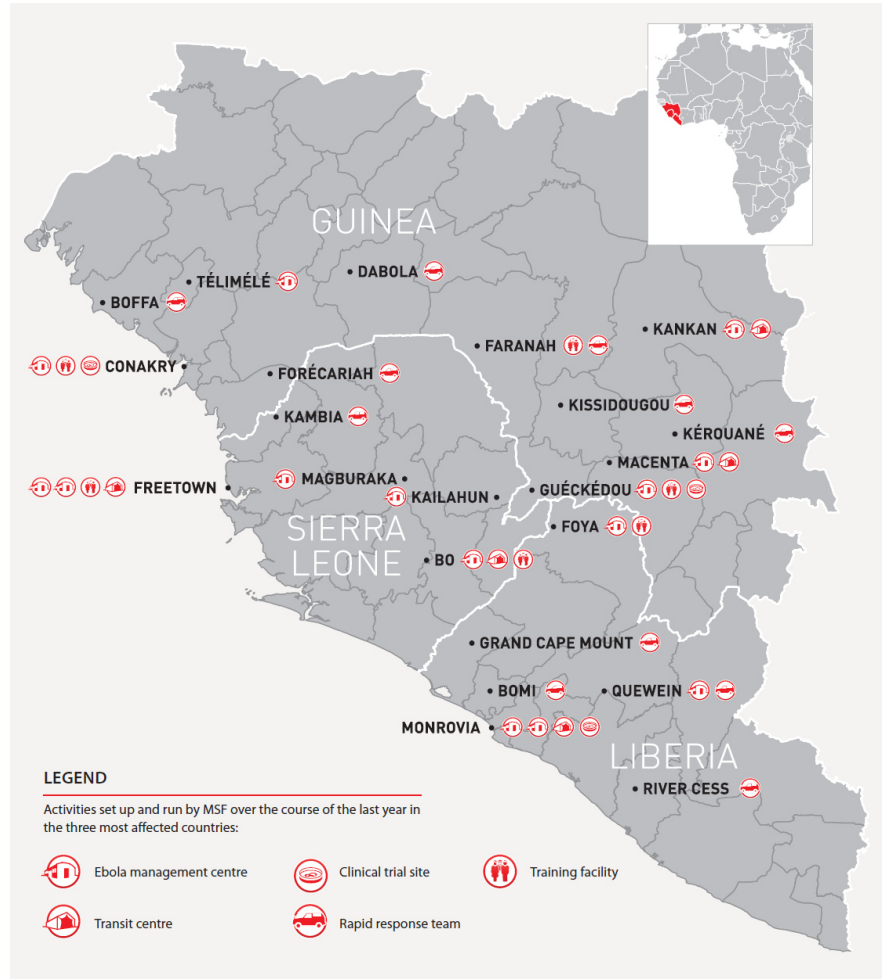 GUINEA
DABOLA
TÉLIMÉLÉ
BOFFA
KANKAN
FARANAH
CONAKRY
FORÉCARIAH
KISSIDOUGOU
KAMBIA
KÉROUANÉ
MACENTA
MAGBURAKA
FREETOWN
GUÉCKÉDOU
KAILAHUN
SIERRA
LEONE
FOYA
BO
GRAND CAPE MOUNT
BOMI
QUEWEIN
MONROVIA
LIBERIA
RIVER CESS
LEGEND
Activities set up and run by MSF over the course of the last year in
the three most affected countries:
Ebola management centre
Clinical trial site
Training facility
Transit centre
Rapid response team